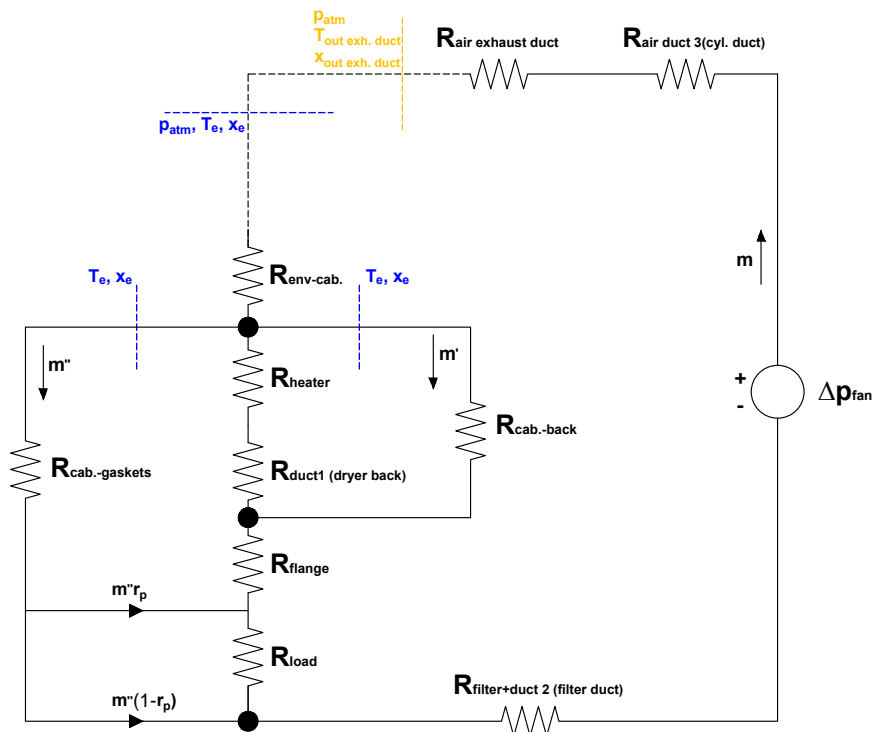 p_atm
T_out exh. duct
x_out exh. duct
R_air exhaust duct
R_air duct 3(cyl. duct)
p_atm, T_e, x_e
R_env-cab.
T_e, x_e
T_e, x_e
m
m"
m'
R_heater
+
-
Δp_fan
R_cab.-back
R_cab.-gaskets
R_duct1 (dryer back)
R_flange
m"r_p
R_load
R_filter+duct 2 (filter duct)
m"(1-r_p)